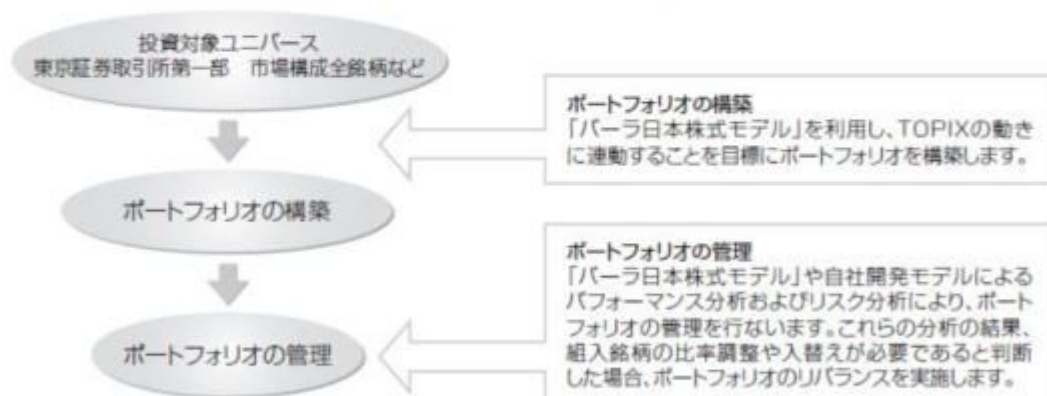 投資対象ユニバース
東京証券取引所第一部　市場構成全銘柄など
ポートフォリオの構築
「バーラ日本株式モデル」を利用し、TOPIXの動き
に連動することを目標にポートフォリオを構築します。
ポートフォリオの構築
ポートフォリオの管理
「バーラ日本株式モデル」や自社開発モデルによる
パフォーマンス分析およびリスク分析により、ポート
フォリオの管理を行ないます。これらの分析の結果、
組入銘柄の比率調整や入替えが必要であると判断
した場合、ポートフォリオのリバランスを実施します。
ポートフォリオの管理